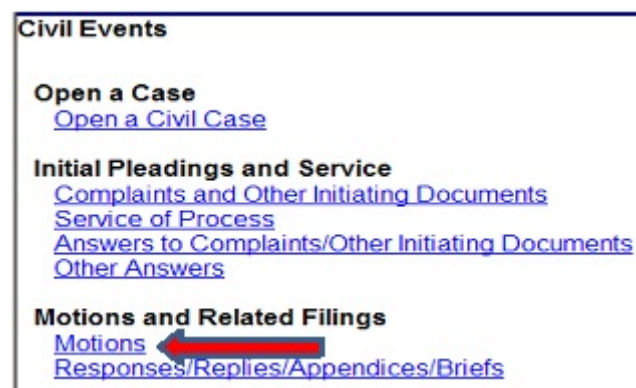 Civil Events
Open a Case
Open a Civil Case
Initial Pleadings and Service
Complaints and Other Initiating Documents
Service of Process
Answers to Complaints/Other Initiating Documents
Other Answers
Motions and Related Filings
Motions
Responses/Replies/Appendices/Briefs